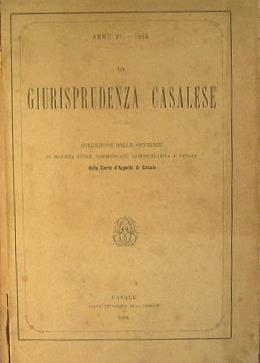 ANNO VI. - 1886
LA
GIURISPRUDENZA CASALESE
COLLEZIONE DELLE SENTENZE
IN MATERIA CIVILE, COMMERCIALE, AMMINISTRATIVA E PENALE
della Corte d'Appello di Casale
CASALE
1886